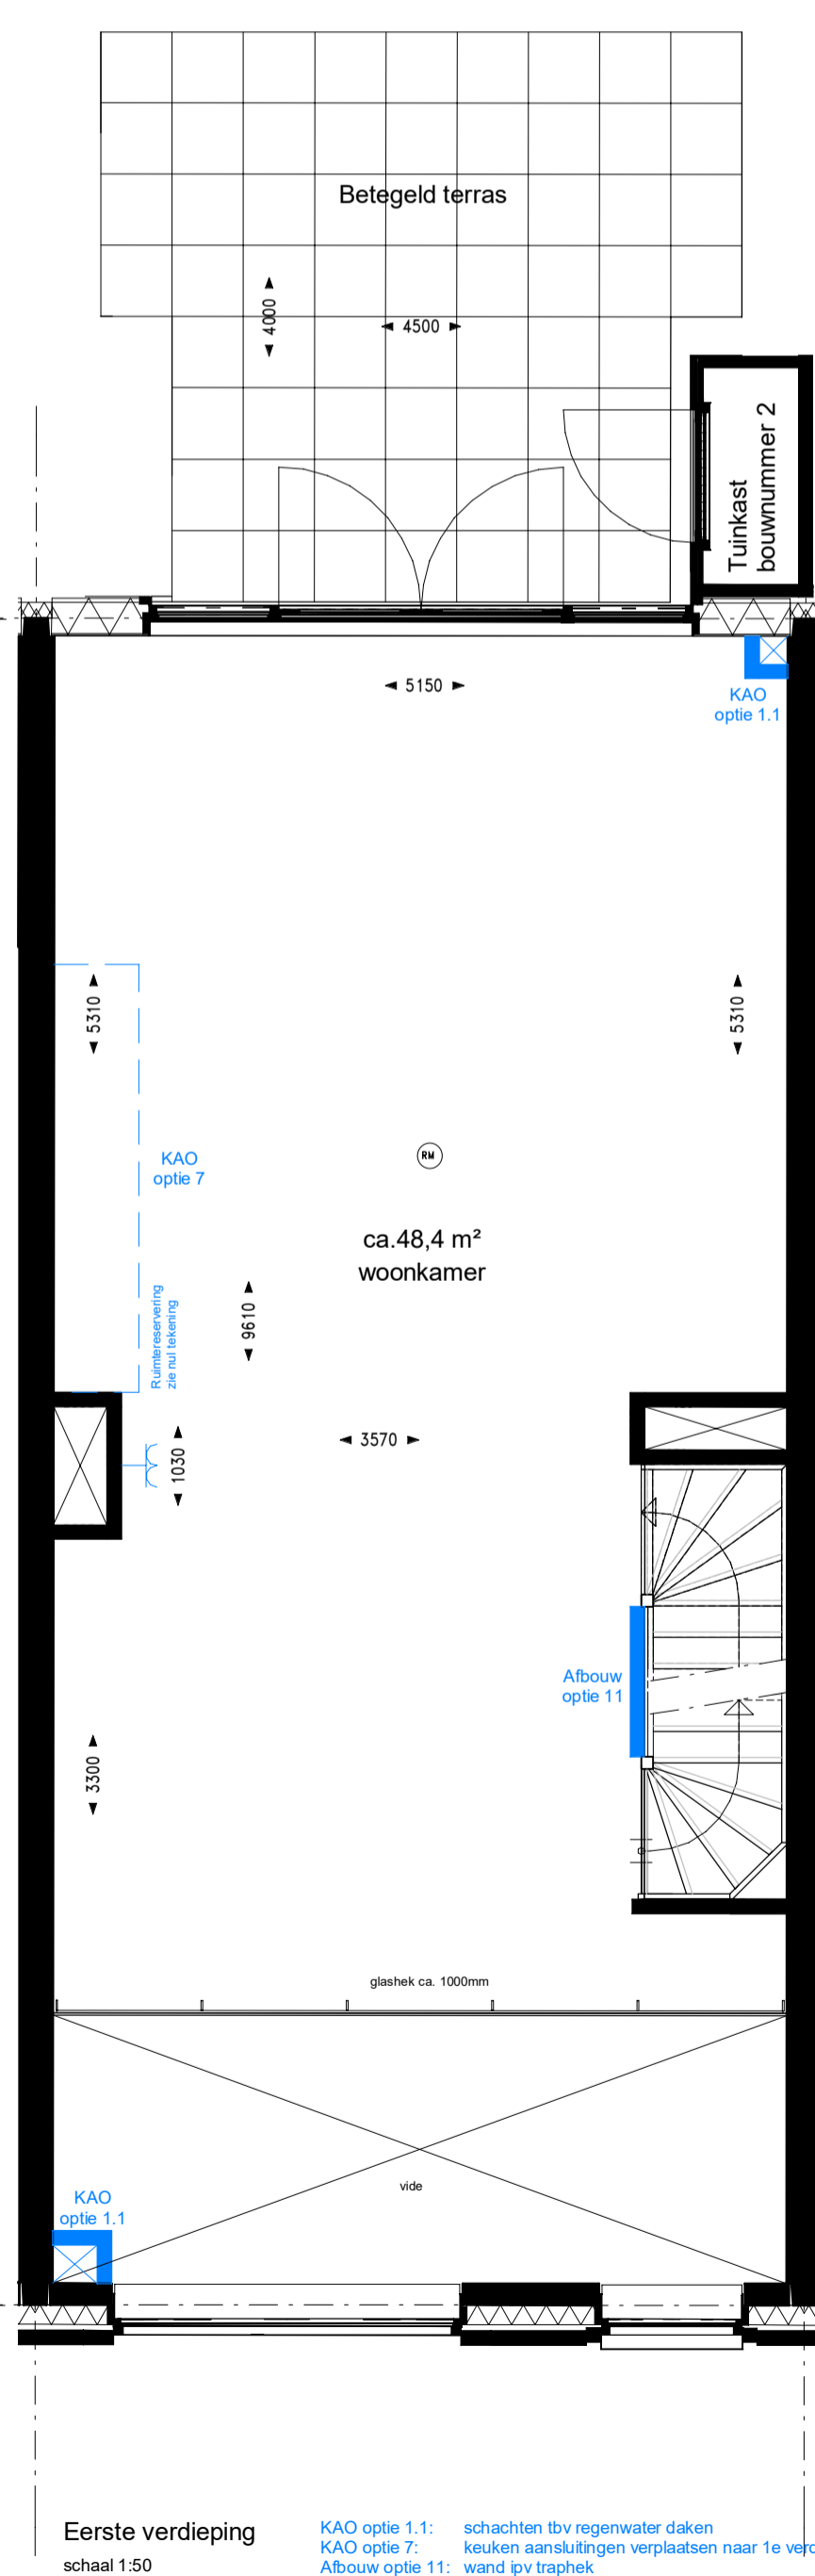 Betegeld terras
4000
4500
Tuinkast
bouwnummer 2
5150
KAO
optie 1.1
5310
5310
KAO
optie 7
RM
ca.48,4 m²
woonkamer
Ruimtereservering
zie nul tekening
9610
1030
3570
Afbouw
optie 11
3300
glashek ca. 1000mm
vide
KAO
optie 1.1
Eerste verdieping
schaal 1:50
KAO optie 1.1: schachten tbv regenwater daken
KAO optie 7: keuken aansluitingen verplaatsen naar 1e
Afbouw optie 11: wand ipv traphek